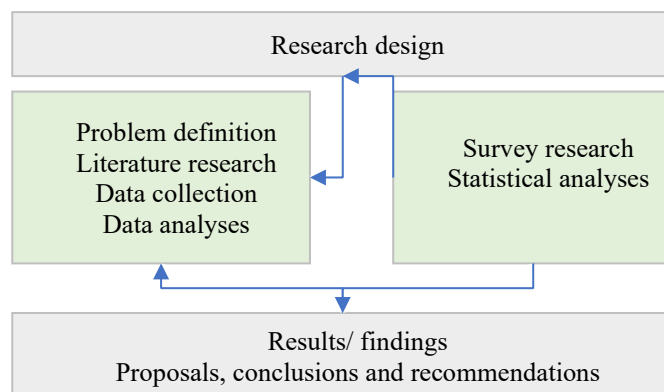 Research design
Problem definition
Literature research
Data collection
Data analyses
Survey research
Statistical analyses
Results/ findings
Proposals, conclusions and recommendations